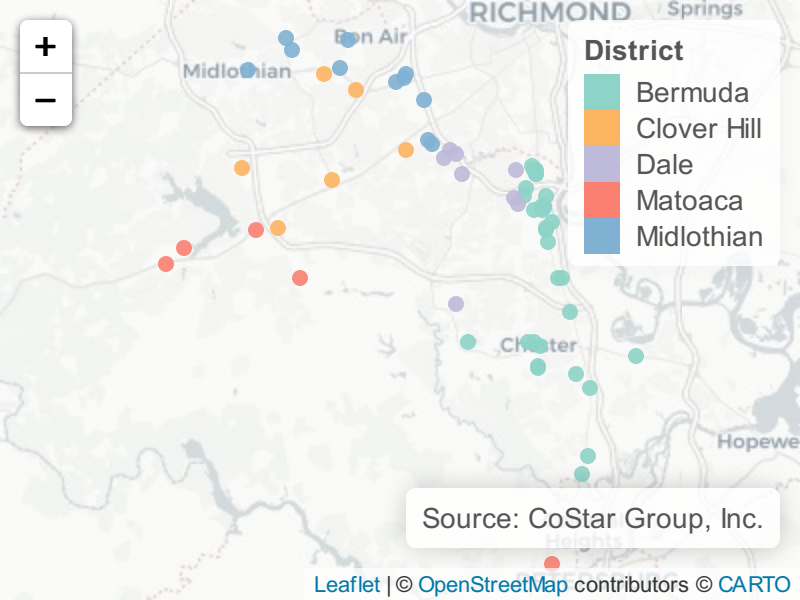 RICHMOND
Springs
Bon Air
Midlothian
+
−
District
Bermuda
Clover Hill
Dale
Matoaca
Midlothian
Chester
Hopewe
Source: CoStar Group, Inc.
Heights
PETERSBURG
Leaflet | © OpenStreetMap contributors © CARTO